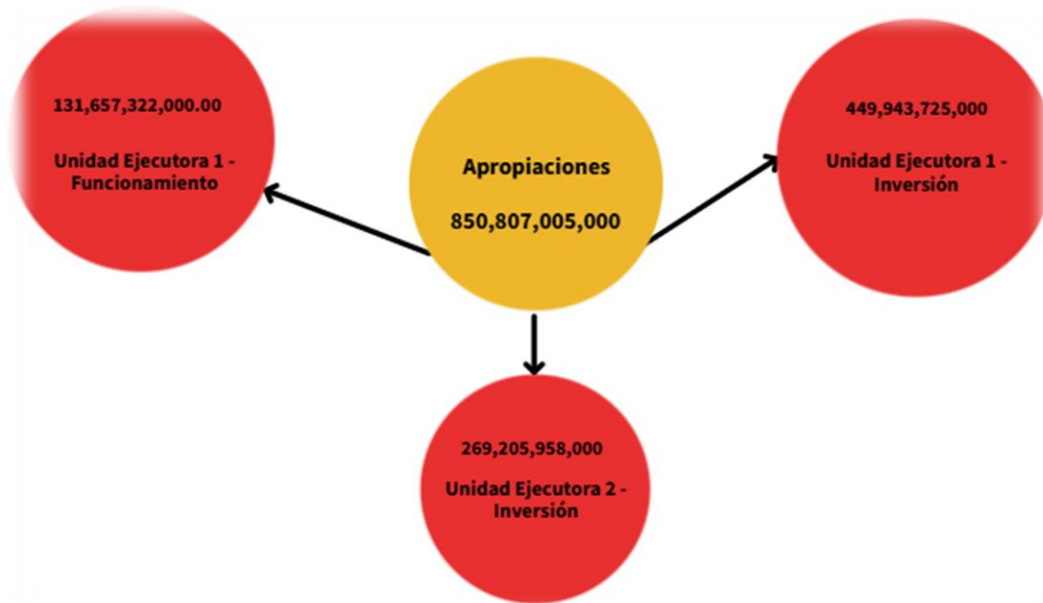 131,657,322,000.00
Unidad Ejecutora 1 -
Funcionamiento
Apropiaciones
850,807,005,000
449,943,725,000
Unidad Ejecutora 1 -
Inversión
269,205,958,000
Unidad Ejecutora 2 -
Inversión